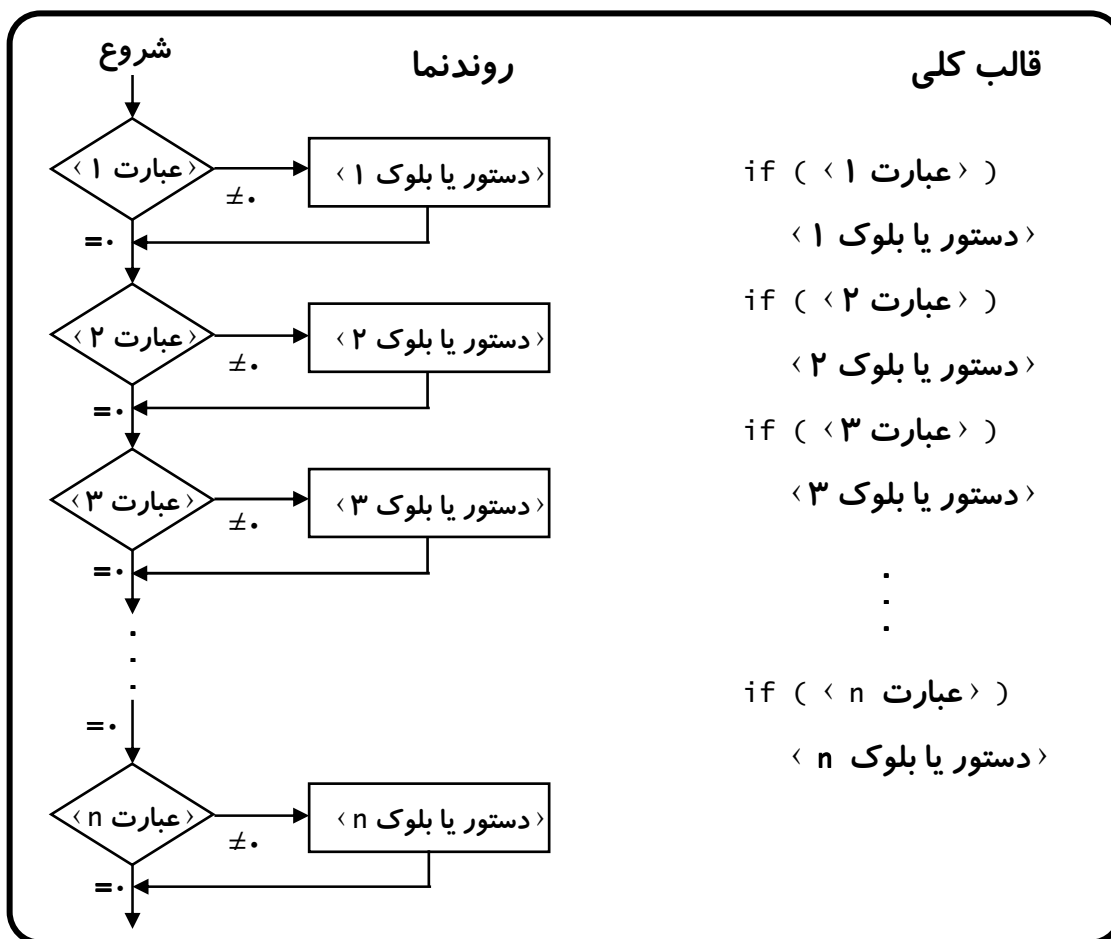 قالب کلی
if ( ‹ عبارت ۱ › )
‹ دستور یا بلوک ۱ ›
if ( ‹ عبارت ۲ › )
‹ دستور یا بلوک ۲ ›
if ( ‹ عبارت ۳ › )
‹ دستور یا بلوک ۳ ›
.
.
.
if ( ‹ عبارت n › )
‹ دستور یا بلوک n ›
روندنما
شروع
‹ عبارت ۱ ›
≠۰
‹ دستور یا بلوک ۱ ›
=۰
‹ عبارت ۲ ›
≠۰
‹ دستور یا بلوک ۲ ›
=۰
‹ عبارت ۳ ›
≠۰
‹ دستور یا بلوک ۳ ›
=۰
.
.
.
=۰
‹ عبارت n ›
≠۰
‹ دستور یا بلوک n ›
=۰